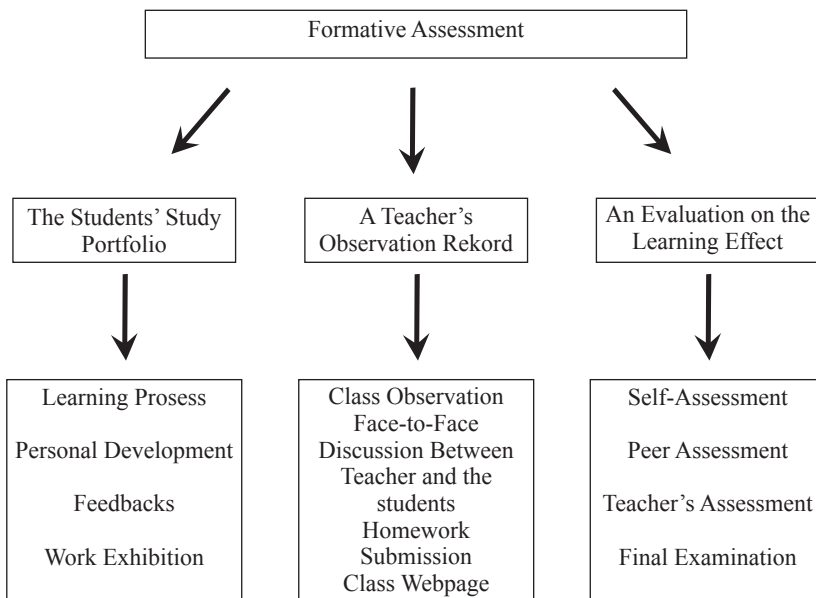 Formative Assessment
The Students’ Study
Portfolio
A Teacher’s
Observation Rekord
An Evaluation on the
Learning Effect
Learning Prosess
Personal Development
Feedbacks
Work Exhibition
Class Observation
Face-to-Face
Discussion Between
Teacher and the
students
Homework
Submission
Class Webpage
Self-Assessment
Peer Assessment
Teacher’s Assessment
Final Examination